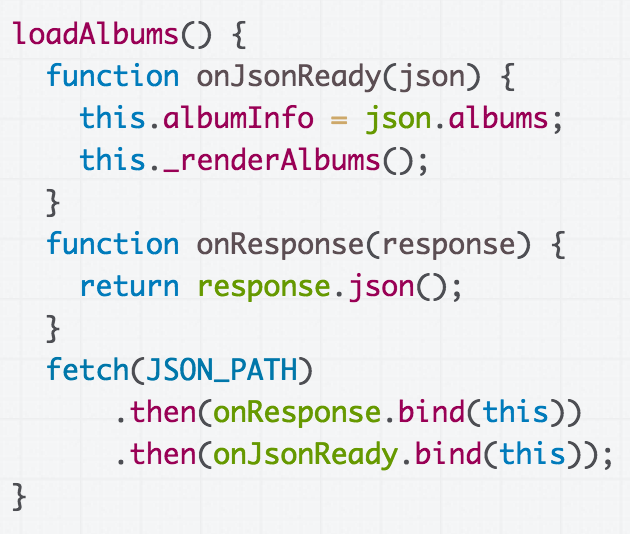 loadAlbums() {
  function onJsonReady(json) {
    this.albumInfo = json.albums;
    this._renderAlbums();
  }
  function onResponse(response) {
    return response.json();
  }
  fetch(JSON_PATH)
      .then(onResponse.bind(this))
      .then(onJsonReady.bind(this));
}